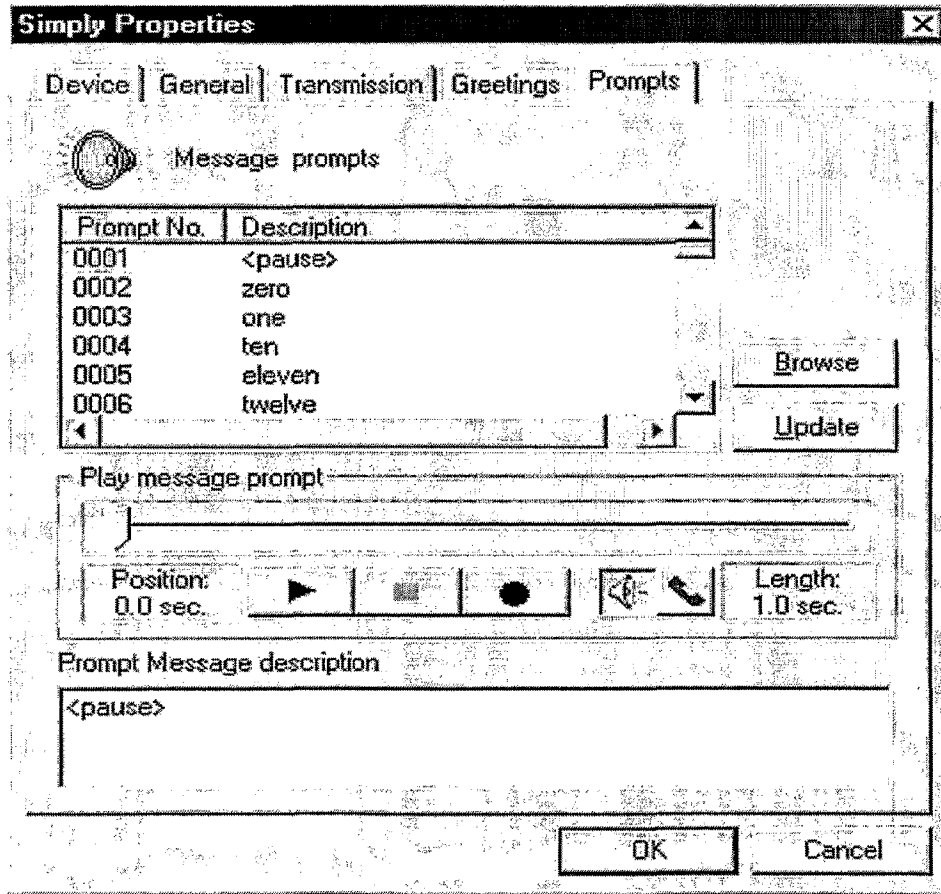 Simply Properties
Device General Transmission Greetings Prompts
Message prompts
Prompt No. Description
0001 <pause>
0002 zero
0003 one
0004 ten
0005 eleven
0006 twelve
Browse
Update
Play message prompt
Position:
0.0 sec.
Length:
1.0 sec.
Prompt Message description
<pause>
OK Cancel